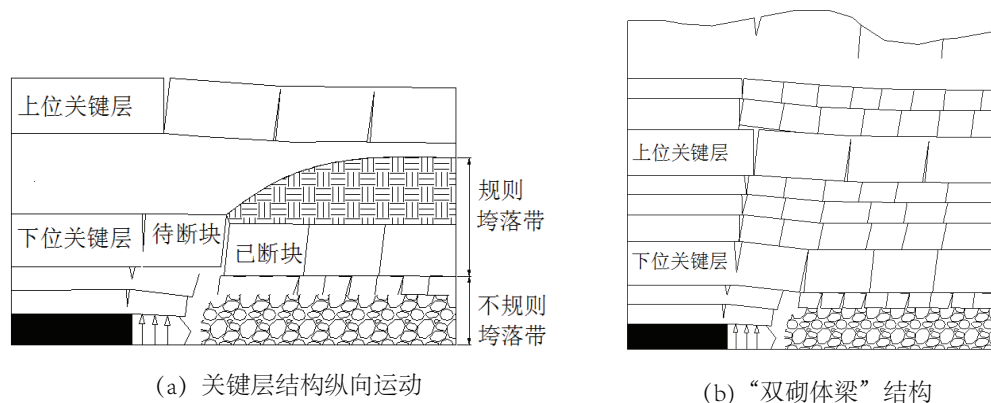 上位关键层
规则
垮落带
下位关键层
待断块
已断块
不规则
垮落带
(a) 关键层结构纵向运动
上位关键层
下位关键层
(b)“双砌体梁”结构